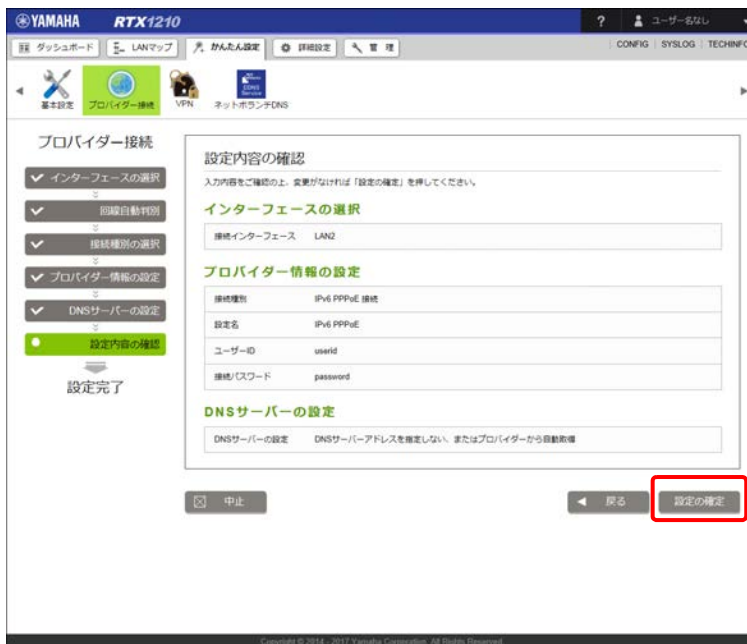 YAMAHA RTX1210 ? ユーザー名なし
ダッシュボード LANマップ かんたん設定 詳細設定 管 理 CONFIG SYSLOG TECHINFO
基本設定 プロバイダー接続 VPN ネットボランチDNS
プロバイダー接続
インターフェースの選択
回線自動判別
接続種別の選択
プロバイダー情報の設定
DNSサーバーの設定
設定内容の確認
設定完了
設定内容の確認
入力内容をご確認の上、変更がなければ「設定の確定」を押してください。
インターフェースの選択
接続インターフェース LAN2
プロバイダー情報の設定
接続種別 IPv6 PPPoE 接続
設定名 IPv6 PPPoE
ユーザーID userid
接続パスワード password
DNSサーバーの設定
DNSサーバーの設定 DNSサーバーアドレスを指定しない、またはプロバイダーから自動取得
中止
戻る
設定の確定
Copyright © 2014 - 2017 Yamaha Corporation. All Rights Reserved.